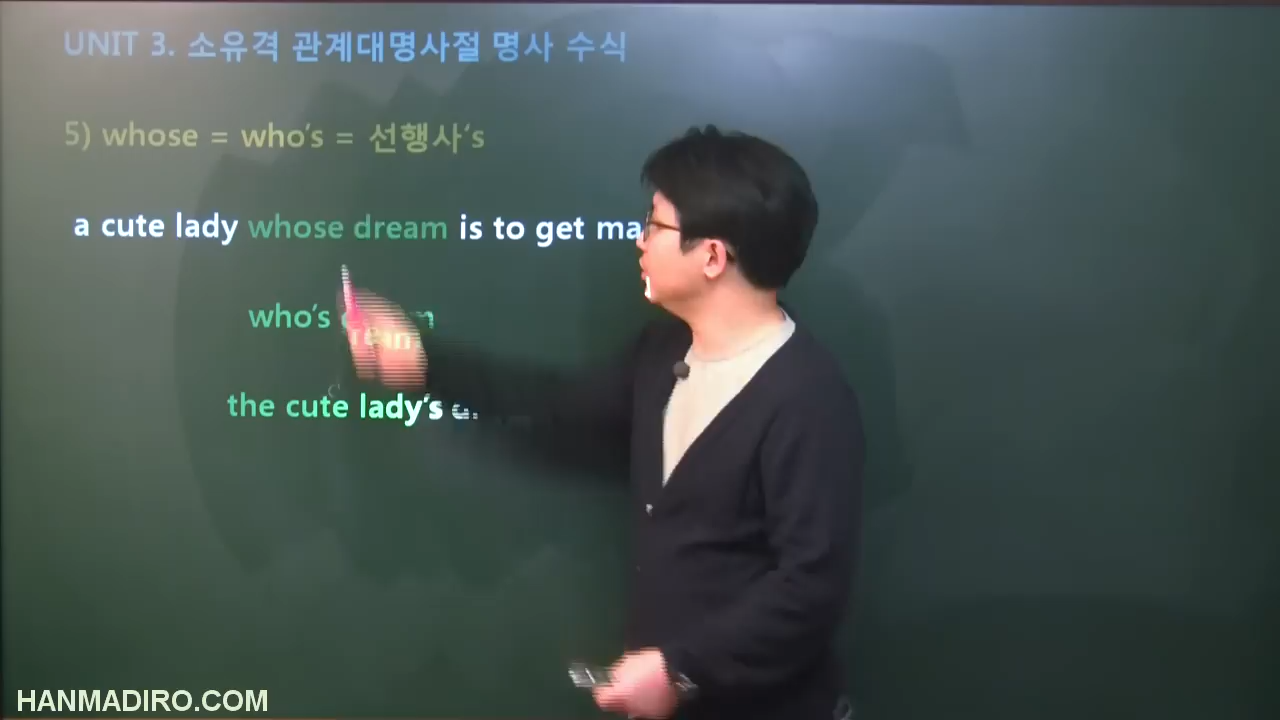 UNIT 3. 소유격 관계대명사절 명사 수식
5) whose = who's = 선행사's
a cute lady whose dream is to get
who's
the cute lady's
HANMADIRO.COM